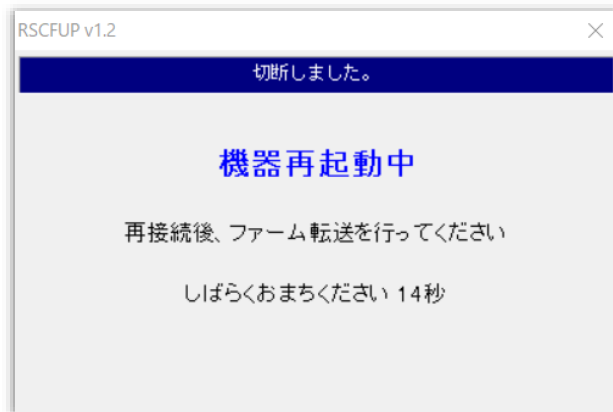 RSCFUP v1.2
切断しました。
機器再起動中
再接続後、ファーム転送を行ってください
しばらくおまちください 14秒